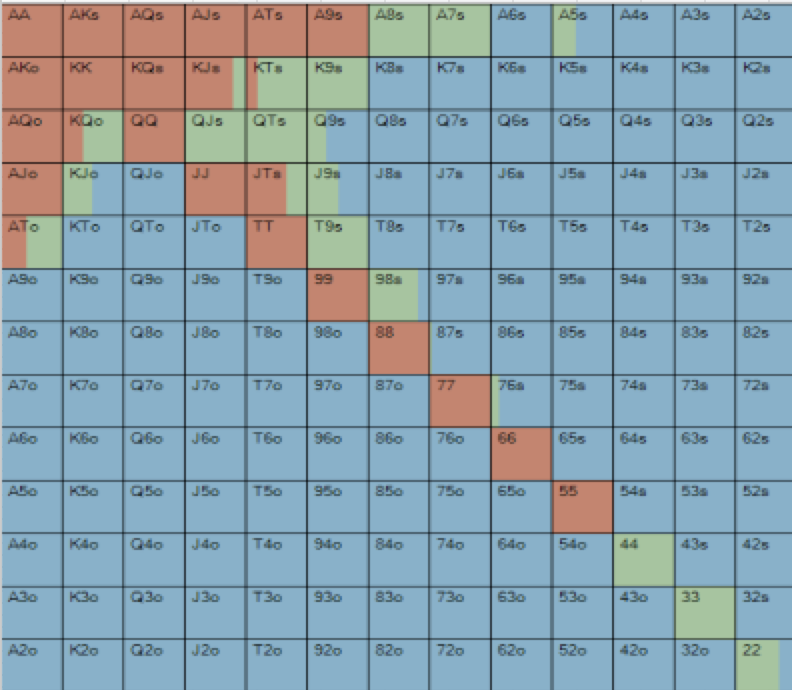 AA AKs AQs AJs ATs A9s A8s A7s A6s A5s A4s A3s A2s
AKo KK KQs KJs KTs K9s K8s K7s K6s K5s K4s K3s K2s
AQo KQo QQ QJs QTs Q9s Q8s Q7s Q6s Q5s Q4s Q3s Q2s
AJo KJo QJo JJ JTs J9s J8s J7s J6s J5s J4s J3s J2s
ATo KTo QTo JTo TT T9s T8s T7s T6s T5s T4s T3s T2s
A9o K9o Q9o J9o T9o 99 98s 97s 96s 95s 94s 93s 92s
A8o K8o Q8o J8o T8o 98o 88 87s 86s 85s 84s 83s 82s
A7o K7o Q7o J7o T7o 97o 87o 77 76s 75s 74s 73s 72s
A6o K6o Q6o J6o T6o 96o 86o 76o 66 65s 64s 63s 62s
A5o K5o Q5o J5o T5o 95o 85o 75o 65o 55 54s 53s 52s
A4o K4o Q4o J4o T4o 94o 84o 74o 64o 54o 44 43s 42s
A3o K3o Q3o J3o T3o 93o 83o 73o 63o 53o 43o 33 32s
A2o K2o Q2o J2o T2o 92o 82o 72o 62o 52o 42o 32o 22